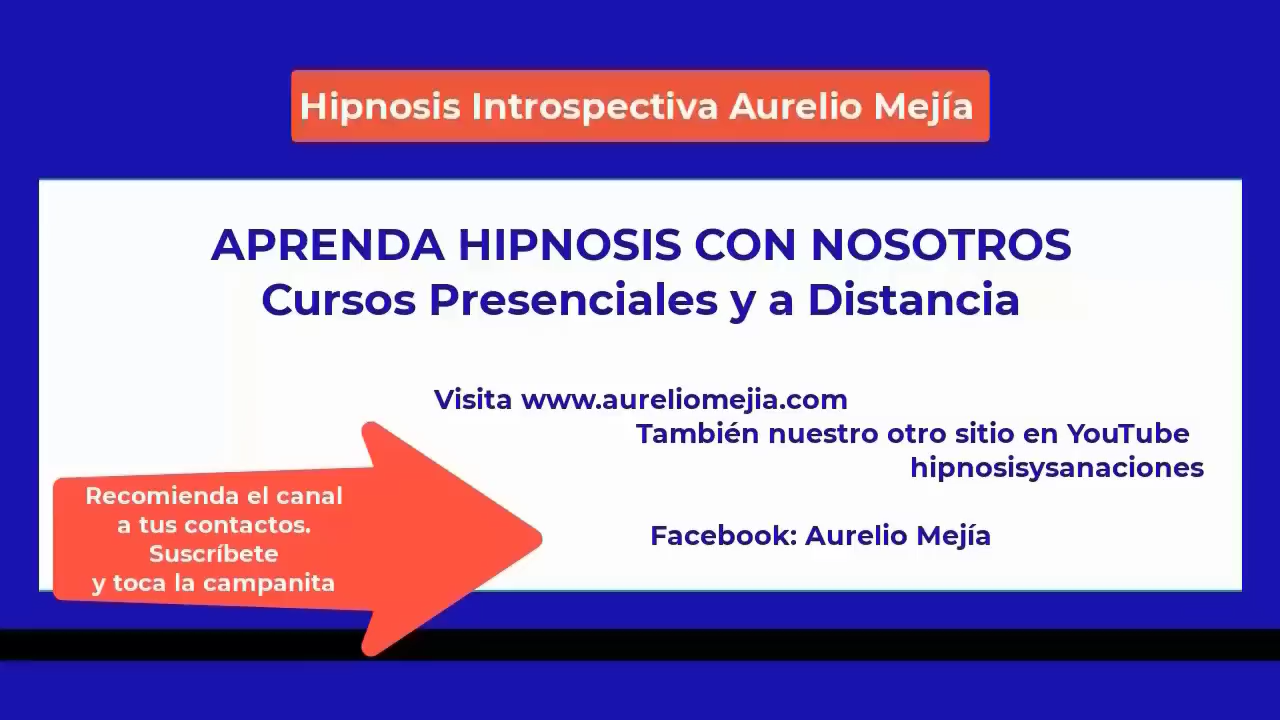 Hipnosis Introspectiva Aurelio Mejía
APRENDA HIPNOSIS CON NOSOTROS
Cursos Presenciales y a Distancia
Visita www.aureliomejia.com
También nuestro otro sitio en YouTube
hipnosisysanaciones
Facebook: Aurelio Mejía
Recomienda el canal
a tus contactos.
Suscríbete
y toca la campanita